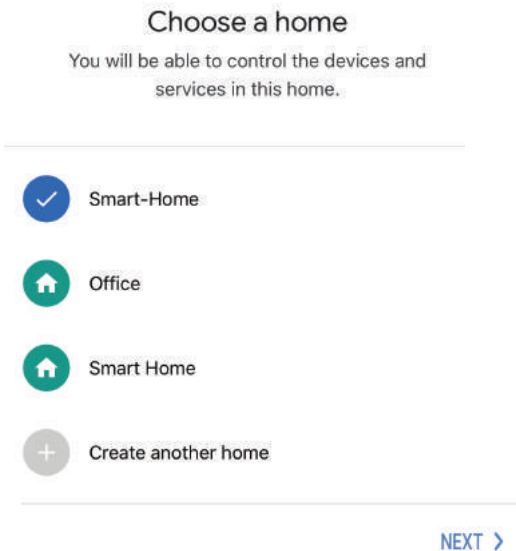 Choose a home
You will be able to control the devices and
services in this home.
Smart-Home
Office
Smart Home
Create another home
NEXT